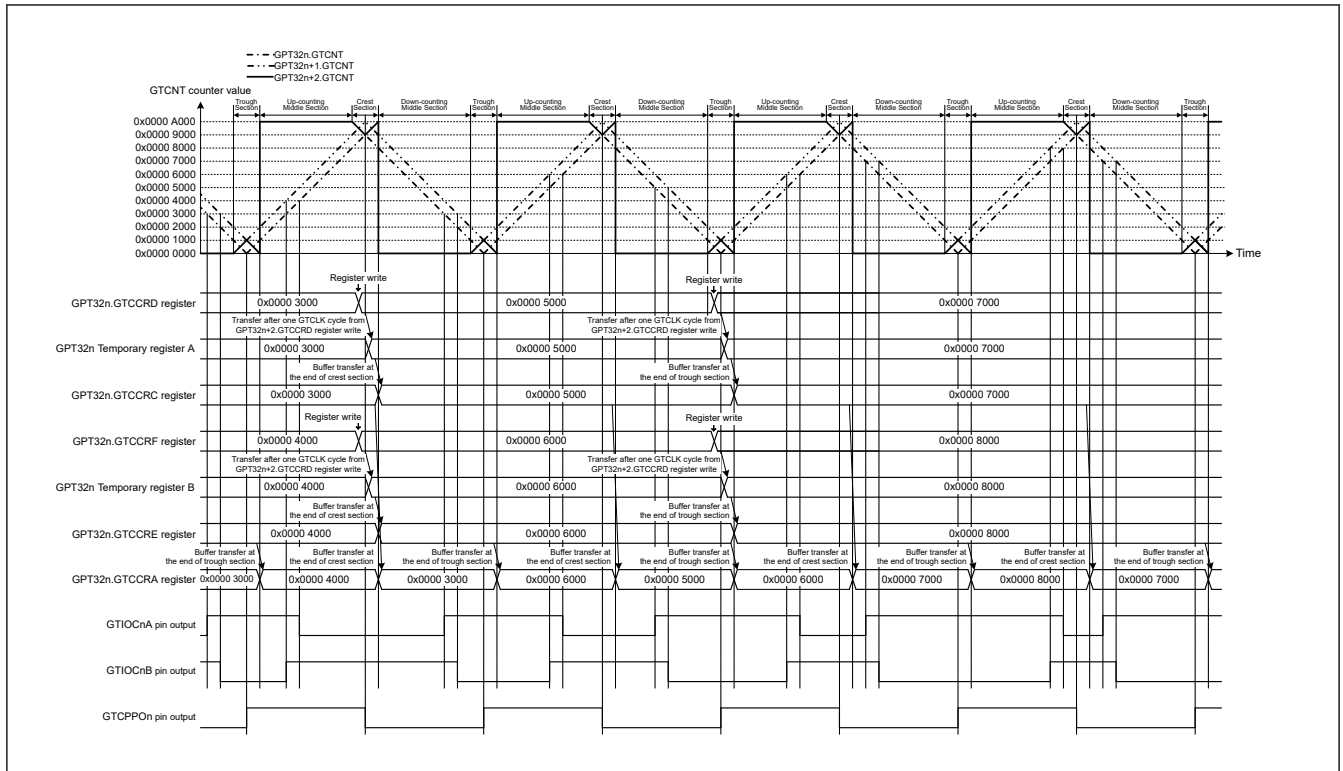 GPT32n.GTCNT
GPT32n+1.GTCNT
GPT32n+2.GTCNT
GTCNT counter value
Trough Section Up-counting Middle Section Crest Section Down-counting Middle Section Trough Section Up-counting Middle Section Crest Section Down-counting Middle Section Trough Section Up-counting Middle Section Crest Section Down-counting Middle Section Trough Section Up-counting Middle Section Crest Section Down-counting Middle Section Trough Section
0x0000 A000
0x0000 9000
0x0000 8000
0x0000 7000
0x0000 6000
0x0000 5000
0x0000 4000
0x0000 3000
0x0000 2000
0x0000 1000
0x0000 0000
Time
Register write Register write
GPT32n.GTCCRD register 0x0000 3000 0x0000 5000 0x0000 7000
Transfer after one GTCLK cycle from Transfer after one GTCLK cycle from
GPT32n+2.GTCCRD register write GPT32n+2.GTCCRD register write
GPT32n Temporary register A 0x0000 3000 0x0000 5000 0x0000 7000
Buffer transfer at Buffer transfer at
the end of crest section the end of trough section
GPT32n.GTCCRC register 0x0000 3000 0x0000 5000 0x0000 7000
Register write Register write
GPT32n.GTCCRF register 0x0000 4000 0x0000 6000 0x0000 8000
Transfer after one GTCLK cycle from Transfer after one GTCLK cycle from
GPT32n+2.GTCCRD register write GPT32n+2.GTCCRD register write
GPT32n Temporary register B 0x0000 4000 0x0000 6000 0x0000 8000
Buffer transfer at Buffer transfer at
the end of crest section the end of trough section
GPT32n.GTCCRE register 0x0000 4000 0x0000 6000 0x0000 8000
Buffer transfer at Buffer transfer at Buffer transfer at Buffer transfer at Buffer transfer at Buffer transfer at Buffer transfer at Buffer transfer at Buffer transfer at
the end of trough section the end of crest section the end of trough section the end of crest section the end of trough section the end of crest section the end of trough section the end of crest section the end of trough section
GPT32n.GTCCRA register 0x0000 3000 0x0000 4000 0x0000 3000 0x0000 6000 0x0000 5000 0x0000 6000 0x0000 7000 0x0000 8000 0x0000 7000
GTIOCnA pin output
GTIOCnB pin output
GTCPPOn pin output